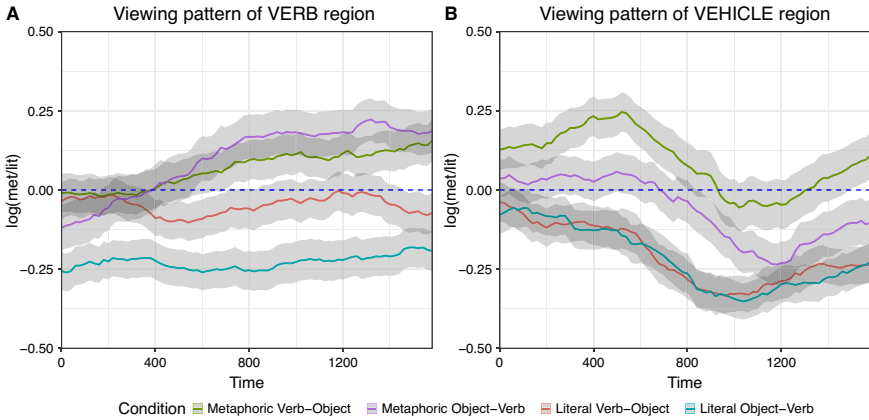 A
Viewing pattern of VERB region
log(met/lit)
0.50
0.25
0.00
−0.25
−0.50
0
400
800
1200
Time
B
Viewing pattern of VEHICLE region
log(met/lit)
0.50
0.25
0.00
−0.25
−0.50
0
400
800
1200
Time
Condition
Metaphoric Verb−Object
Metaphoric Object−Verb
Literal Verb−Object
Literal Object−Verb